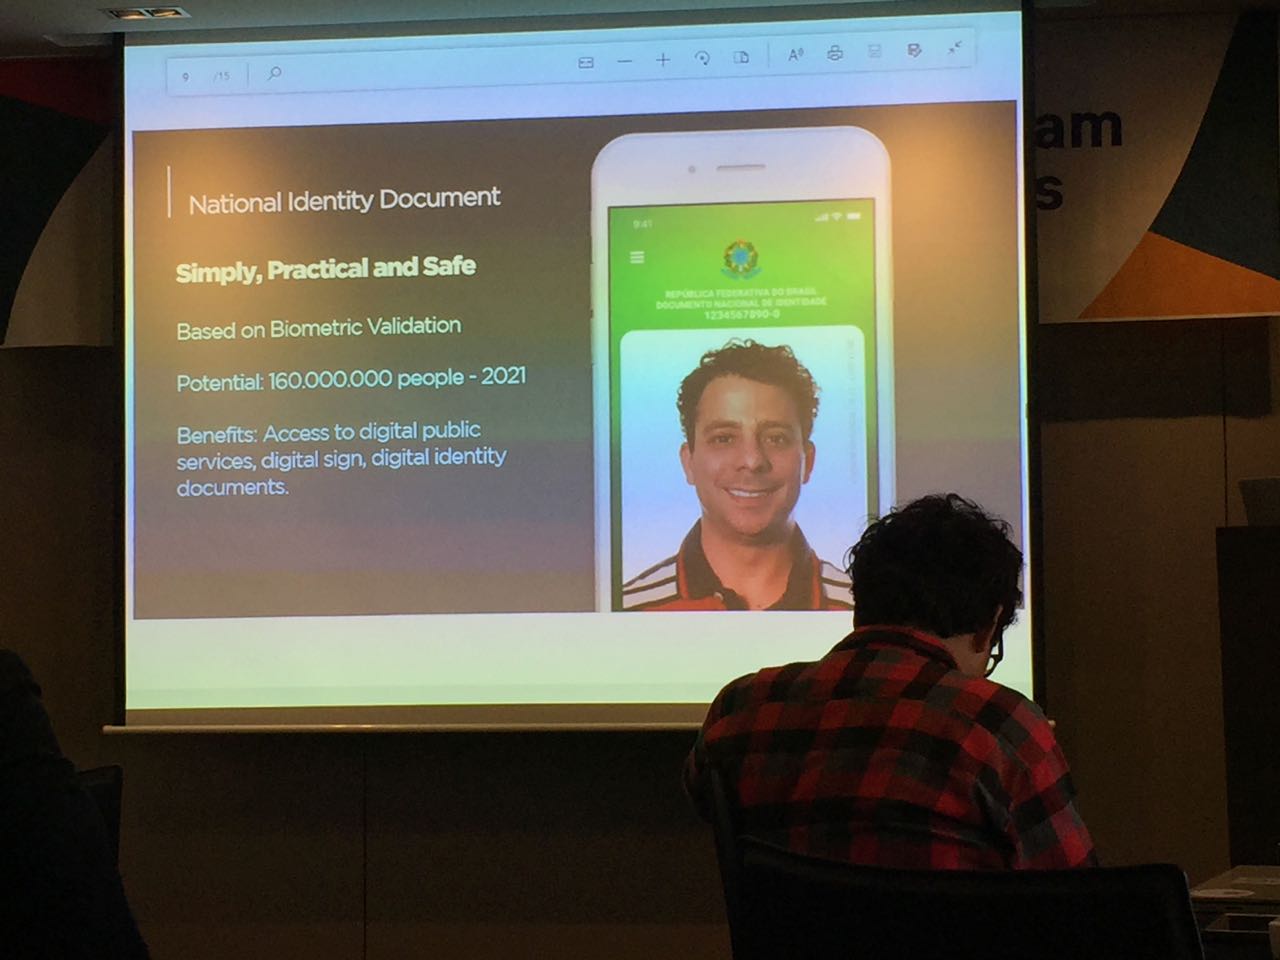 9 /15
National Identity Document
Simply, Practical and Safe
Based on Biometric Validation
Potential: 160.000.000 people - 2021
Benefits: Access to digital public
services, digital sign, digital identity
documents.
9:41
REPÚBLICA FEDERATIVA DO BRASIL
DOCUMENTO NACIONAL DE IDENTIDADE
1234567890-0
am
s